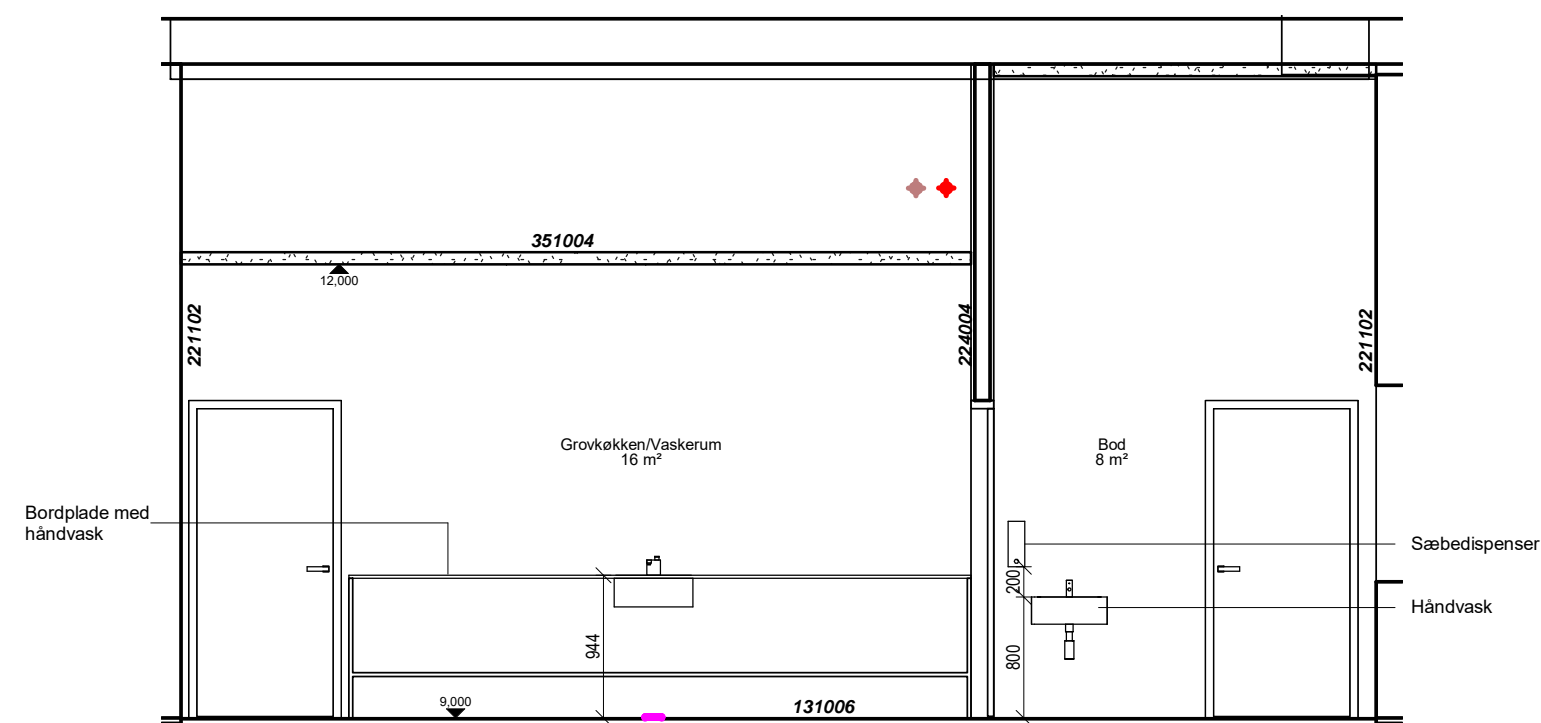 351004
12,000
221102
224004
221102
Grovkøkken/Vaskerum
16 m²
Bod
8 m²
Bordplade med
håndvask
Sæbedispenser
200
Håndvask
944
800
9,000
131006